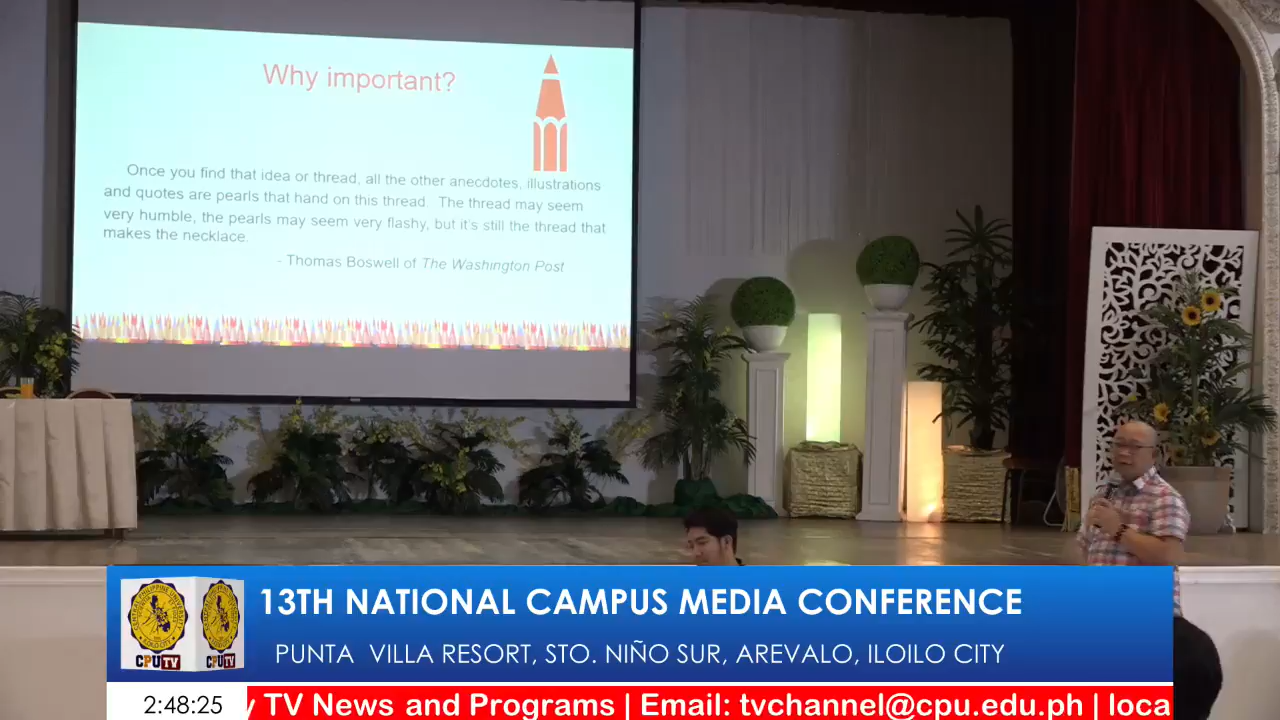 Why important?
Once you find that idea or thread, all the other anecdotes, illustrations
and quotes are pearls that hand on this thread. The thread may seem
very humble, the pearls may seem very flashy, but it's still the thread that
makes the necklace.
- Thomas Boswell of The Washington Post
13TH NATIONAL CAMPUS MEDIA CONFERENCE
PUNTA VILLA RESORT, STO. NIÑO SUR, AREVALO, ILOILO CITY
CPUTV
CPUTV
2:48:25
y TV News and Programs | Email: tvchannel@cpu.edu.ph | loca